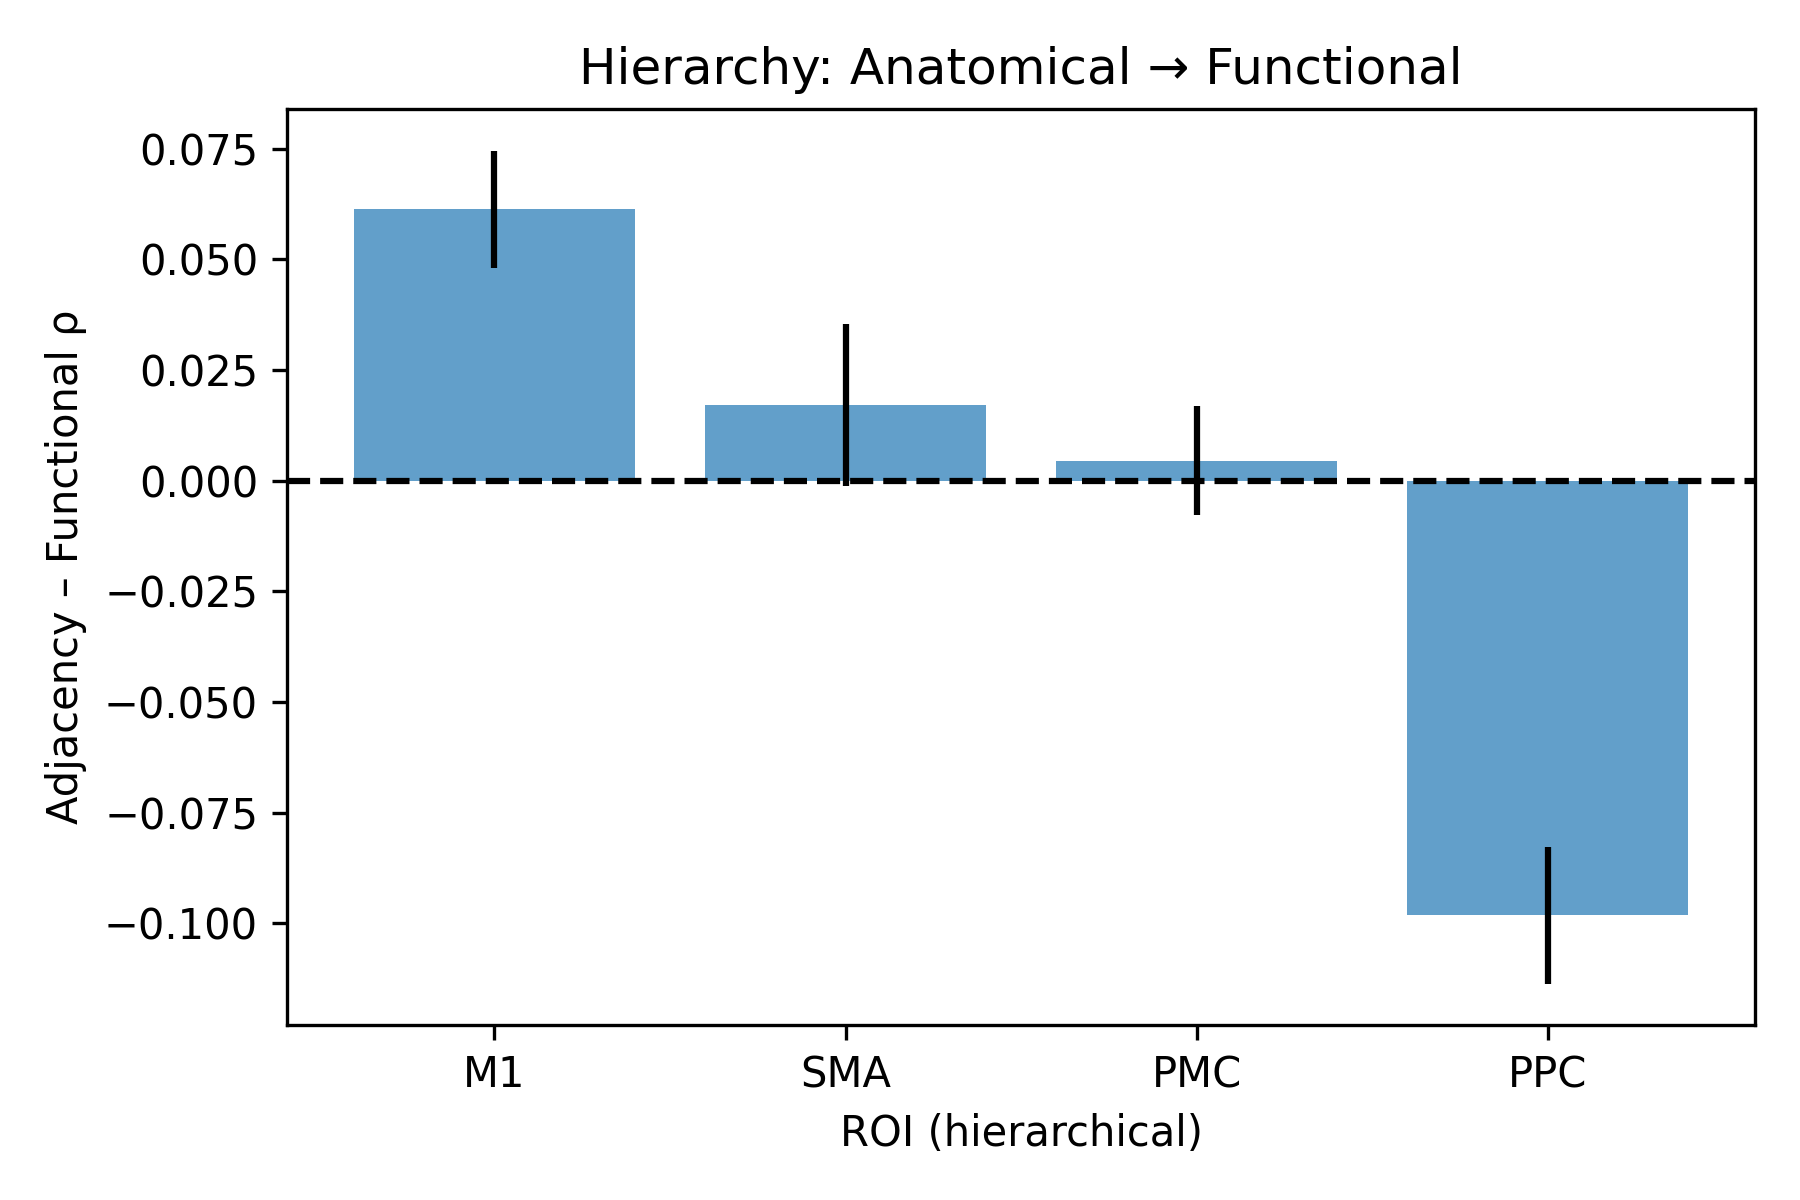 Hierarchy: Anatomical → Functional
Adjacency – Functional ρ
0.075
0.050
0.025
0.000
−0.025
−0.050
−0.075
−0.100
M1 SMA PMC PPC
ROI (hierarchical)